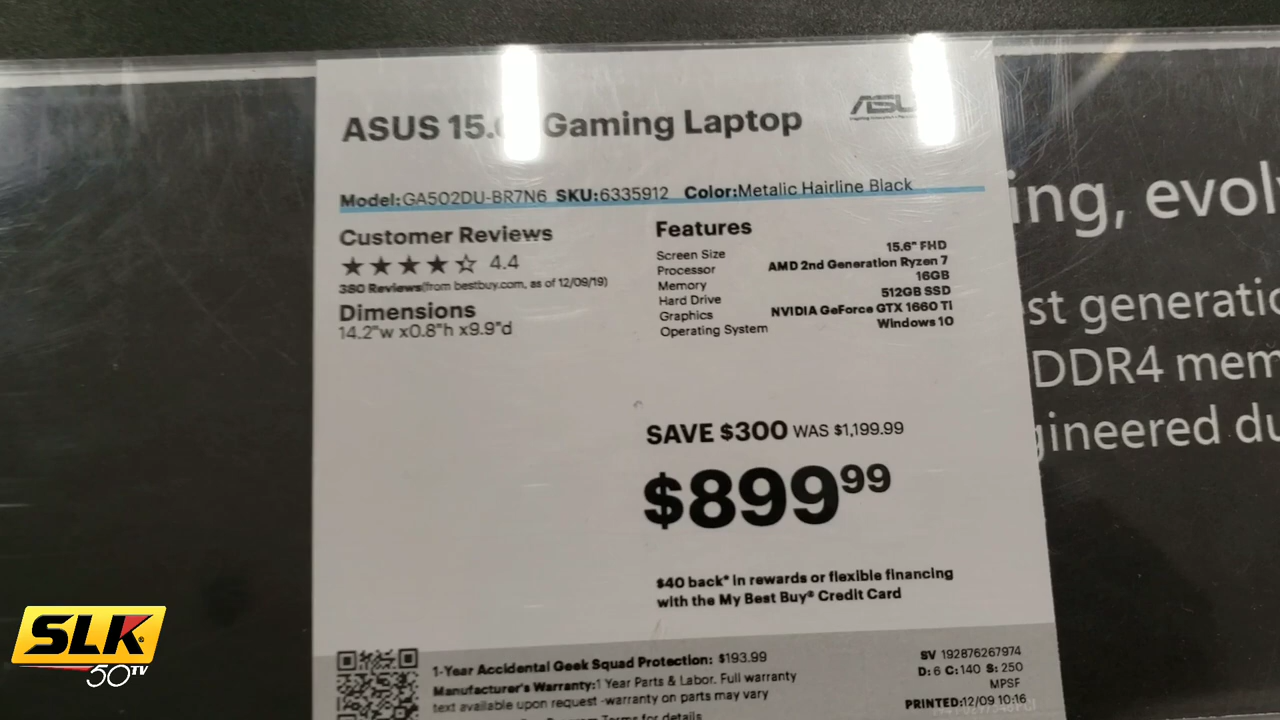 ASUS 15. Gaming Laptop
Model:GA502DU-BR7N6 SKU:6335912 Color:Metalic Hairline Black
Customer Reviews
4.4
380 Reviews(from bestbuy.com, as of 12/09/19)
Dimensions
14.2"w x0.8"h x9.9"d
Features
Screen Size 15.6" FHD
Processor AMD 2nd Generation Ryzen 7
Memory 16GB
Hard Drive 512GB SSD
Graphics NVIDIA GeForce GTX 1660 TI
Operating System Windows 10
SAVE $300 WAS $1,199.99
$899 99
$40 back* in rewards or flexible financing
with the My Best Buy® Credit Card
1-Year Accidental Geek Squad Protection: $193.99
Manufacturer's Warranty:1 Year Parts & Labor. Full warranty
text available upon request -warranty on parts may vary
Terms for details
SV 192876267974
D: 6 C: 140 S: 250
MPSF
PRINTED:12/09 10:16
ing, evol
st generatio
DDR4 mem
gineered du
SLK
50TV